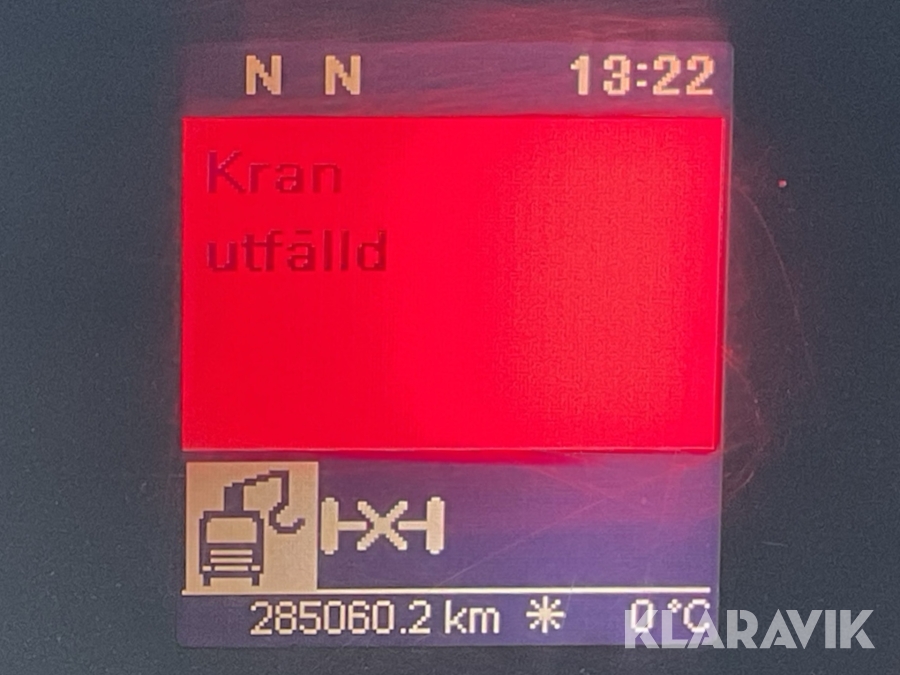 N N 13:22
Kran
utfälld
285060.2 km 0 °C
KLARAVIK